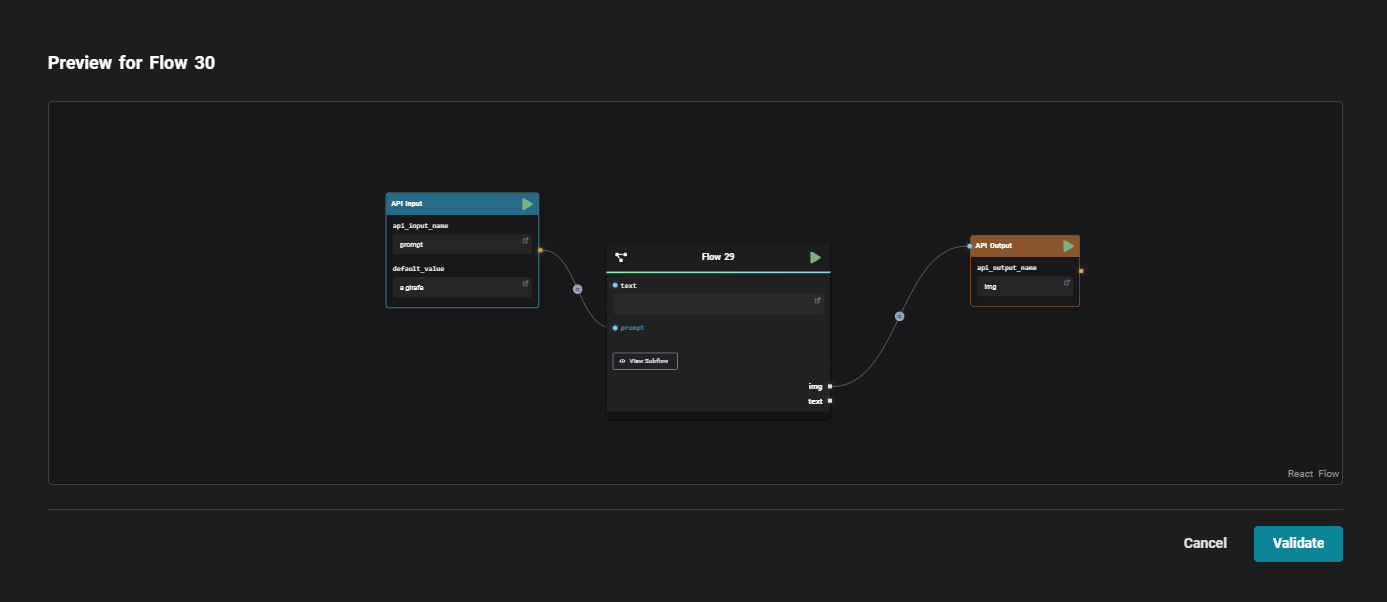 Preview for Flow 30
API Input
api_input_name
prompt
default_value
a girafe
Flow 29
text
prompt
View Subflow
img
text
API Output
api_output_name
img
React Flow
Cancel
Validate